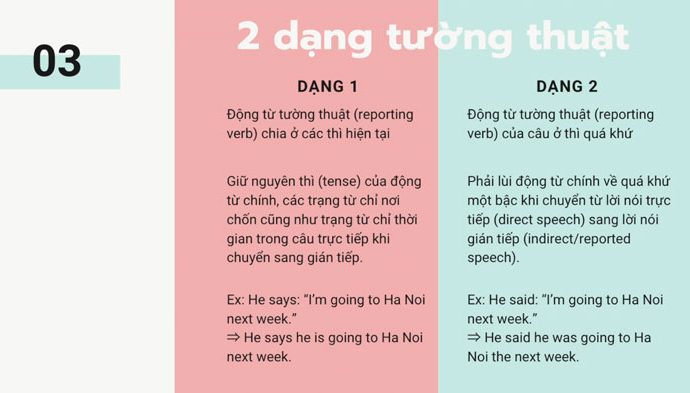 03
2 dạng tường thuật
DẠNG 1
Động từ tường thuật (reporting
verb) chia ở các thì hiện tại
Giữ nguyên thì (tense) của động
từ chính, các trạng từ chỉ nơi
chốn cũng như trạng từ chỉ thời
gian trong câu trực tiếp khi
chuyển sang gián tiếp.
Ex: He says: “I’m going to Ha Noi
next week.”
⇒ He says he is going to Ha Noi
next week.
DẠNG 2
Động từ tường thuật (reporting
verb) của câu ở thì quá khứ
Phải lùi động từ chính về quá khứ
một bậc khi chuyển từ lời nói trực
tiếp (direct speech) sang lời nói
gián tiếp (indirect/reported
speech).
Ex: He said: “I’m going to Ha Noi
next week.”
⇒ He said he was going to Ha
Noi the next week.